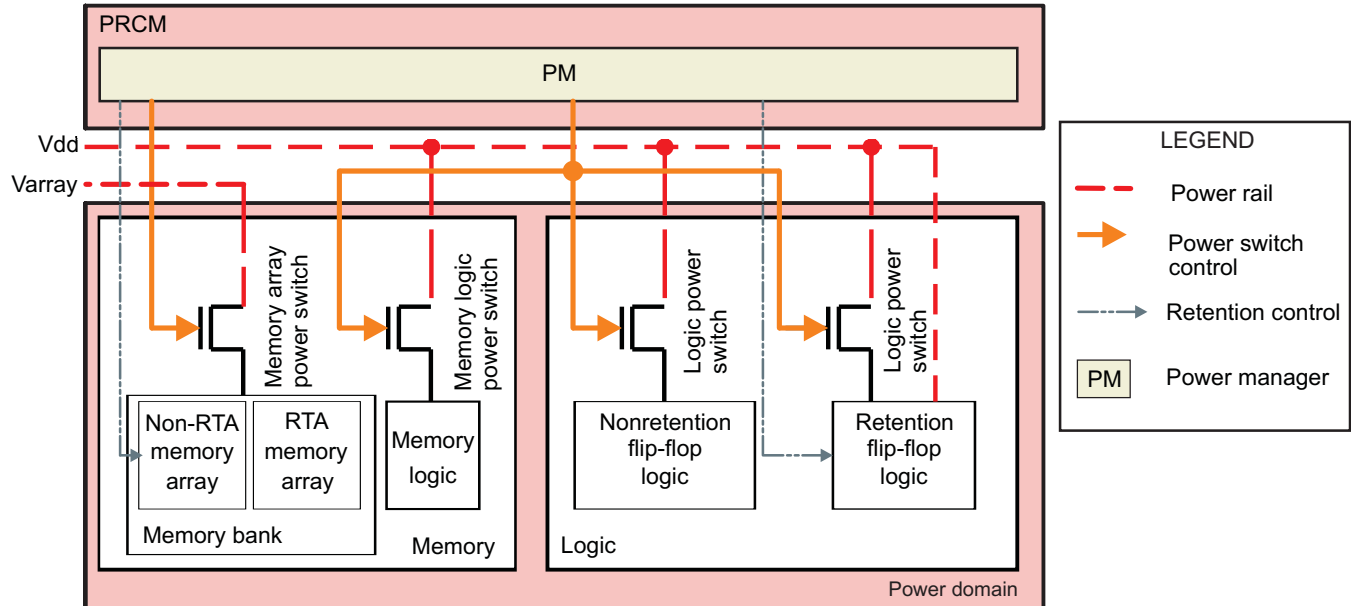 PRCM
PM
Vdd
Varray
Memory array
power switch
Memory logic
power switch
Logic power
switch
Logic power
switch
Non-RTA
memory
array
RTA
memory
array
Memory
logic
Nonretention
flip-flop
logic
Retention
flip-flop
logic
Memory bank
Memory
Logic
Power domain
LEGEND
Power rail
Power switch
control
Retention control
PM
Power manager